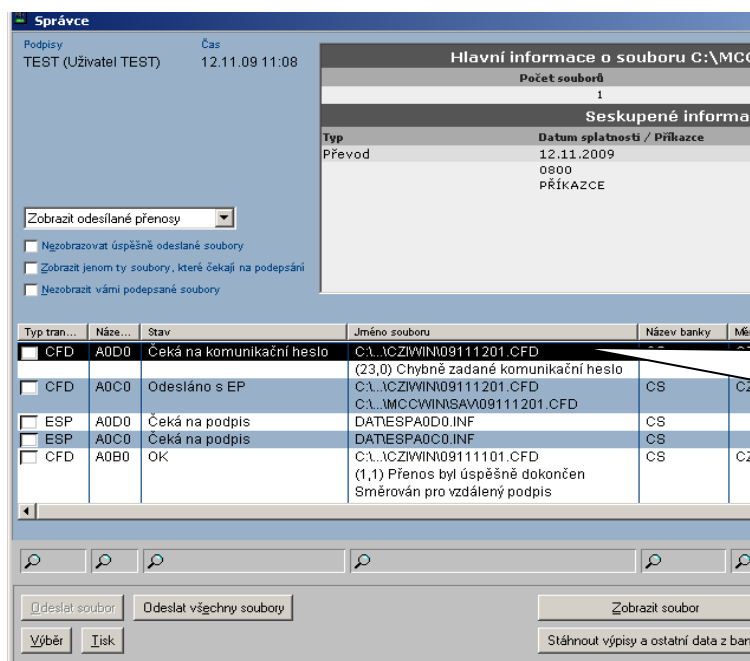 Správce
Podpisy Čas
TEST (Uživatel TEST) 12.11.09 11:08
Hlavní informace o souboru C:\MCC
Počet souborů
1
Seskupené informa
Typ Datum splatnosti / Příkazce
Převod 12.11.2009
0800
PŘÍKAZCE
Zobrazit odesílané přenosy
Nezobrazovat úspěšně odeslané soubory
Zobrazit jenom ty soubory, které čekají na podepsání
Nezobrazit vámi podepsané soubory
Typ tran... Náze... Stav Jméno souboru Název banky Mě
CFD A0D0 Čeká na komunikační heslo C:\...\CZIWIN\09111201.CFD CS
(23,0) Chybně zadané komunikační heslo
CFD A0C0 Odesláno s EP C:\...\CZIWIN\09111201.CFD CS CZ
C:\...\MCCWIN\SAV\09111201.CFD
ESP A0D0 Čeká na podpis DAT\ESPA0D0.INF CS
ESP A0C0 Čeká na podpis DAT\ESPA0C0.INF CS
CFD A0B0 OK C:\...\CZIWIN\09111101.CFD CS CZ
(1,1) Přenos byl úspěšně dokončen
Směrován pro vzdálený podpis
Odeslat soubor Odeslat všechny soubory Zobrazit soubor
Výběr Tisk Stáhnout výpisy a ostatní data z ban